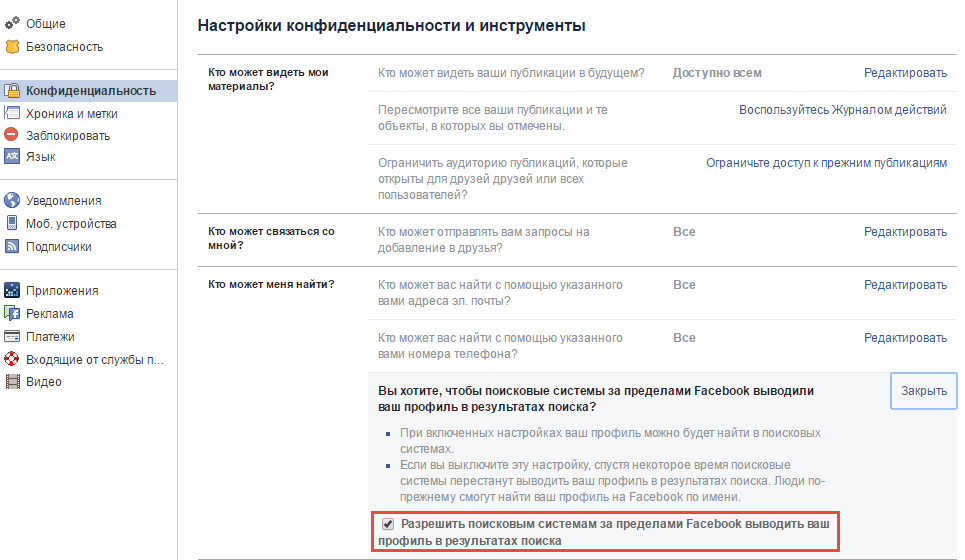 Общие
Безопасность
Конфиденциальность
Хроника и метки
Заблокировать
Язык
Уведомления
Моб. устройства
Подписчики
Приложения
Реклама
Платежи
Входящие от службы п...
Видео
Настройки конфиденциальности и инструменты
Кто может видеть мои
материалы?
Кто может видеть ваши публикации в будущем?
Доступно всем
Редактировать
Пересмотрите все ваши публикации и те
объекты, в которых вы отмечены.
Воспользуйтесь Журналом действий
Ограничить аудиторию публикаций, которые
открыты для друзей друзей или всех
пользователей?
Ограничьте доступ к прежним публикациям
Кто может связаться со
мной?
Кто может отправлять вам запросы на
добавление в друзья?
Все
Редактировать
Кто может меня найти?
Кто может вас найти с помощью указанного
вами адреса эл. почты?
Все
Редактировать
Кто может вас найти с помощью указанного
вами номера телефона?
Все
Редактировать
Вы хотите, чтобы поисковые системы за пределами Facebook выводили
ваш профиль в результатах поиска?
Закрыть
При включенных настройках ваш профиль можно будет найти в поисковых
системах.
Если вы выключите эту настройку, спустя некоторое время поисковые
системы перестанут выводить ваш профиль в результатах поиска. Люди по-
прежнему смогут найти ваш профиль на Facebook по имени.
Разрешить поисковым системам за пределами Facebook выводить ваш
профиль в результатах поиска